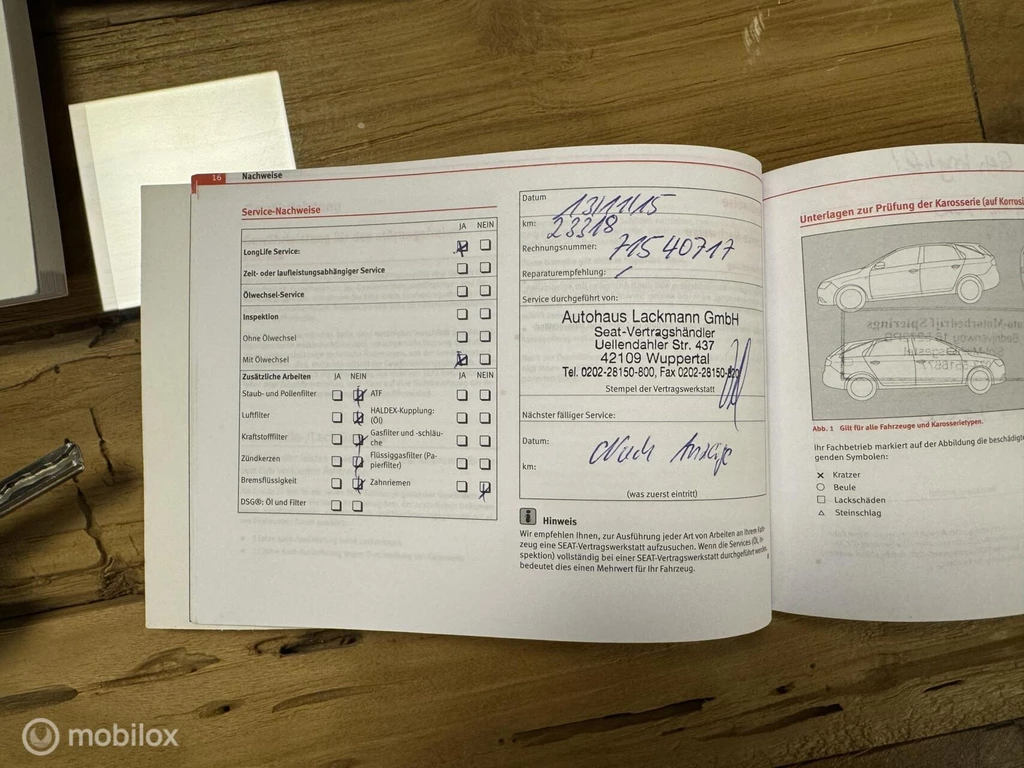 16 Nachweise
Service-Nachweise
JA NEIN
LongLife Service:
Zeit- oder laufleistungsabhängiger Service
Ölwechsel-Service
Inspektion
Ohne Ölwechsel
Mit Ölwechsel
Zusätzliche Arbeiten JA NEIN JA NEIN
Staub- und Pollenfilter ATF
Luftfilter HALDEX-Kupplung:
(Öl)
Kraftstofffilter Gasfilter und -schläu-
che
Zündkerzen Flüssiggasfilter (Pa-
pierfilter)
Bremsflüssigkeit Zahnriemen
DSG®: Öl und Filter
Datum 13/11/15
km: 23318
Rechnungsnummer: 71540717
Reparaturempfehlung: /
Service durchgeführt von:
Autohaus Lackmann GmbH
Seat-Vertragshändler
Uellendahler Str. 437
42109 Wuppertal
Tel. 0202-28150-800, Fax 0202-28150-820
Stempel der Vertragswerkstatt
Nächster fälliger Service:
Datum: Nach Anzeige
km:
(was zuerst eintritt)
i Hinweis
Wir empfehlen Ihnen, zur Ausführung jeder Art von Arbeiten an Ihrem Fahr-
zeug eine SEAT-Vertragswerkstatt aufzusuchen. Wenn die Services (Öl, In-
spektion) vollständig bei einer SEAT-Vertragswerkstatt durchgeführt werden,
bedeutet dies einen Mehrwert für Ihr Fahrzeug.
Unterlagen zur Prüfung der Karosserie (auf Korrosi
Abb. 1 Gilt für alle Fahrzeuge und Karosserietypen.
Ihr Fachbetrieb markiert auf der Abbildung die beschädigte
genden Symbolen:
Kratzer
Beule
Lackschäden
Steinschlag
mobilox